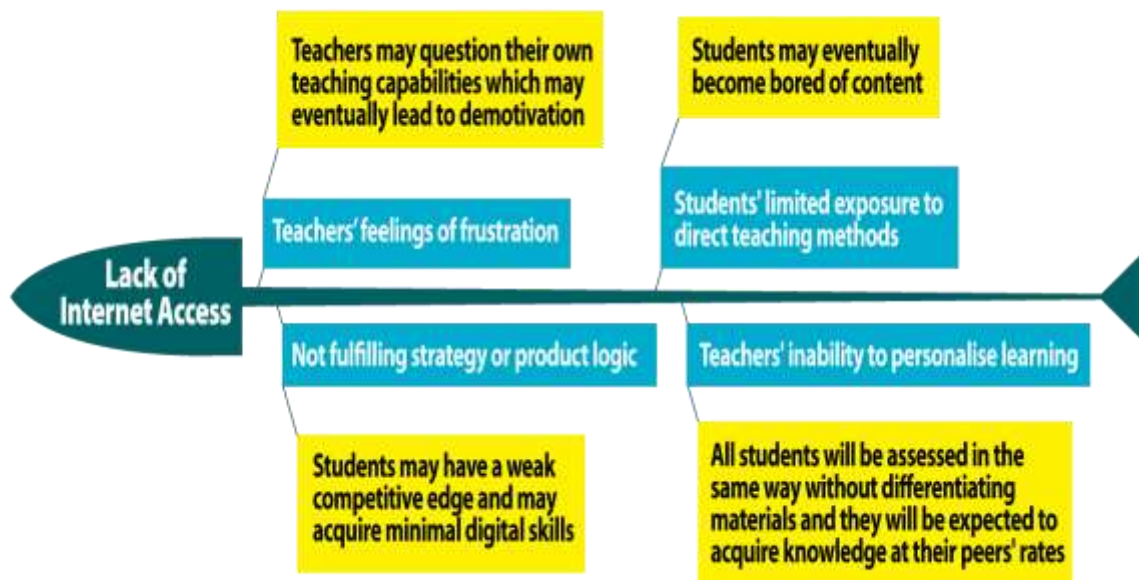 Teachers may question their own
teaching capabilities which may
eventually lead to demotivation
Students may eventually
become bored of content
Teachers' feelings of frustration
Students' limited exposure to
direct teaching methods
Lack of
Internet Access
Not fulfilling strategy or product logic
Teachers' inability to personalise learning
Students may have a weak
competitive edge and may
acquire minimal digital skills
All students will be assessed in the
same way without differentiating
materials and they will be expected to
acquire knowledge at their peers' rates